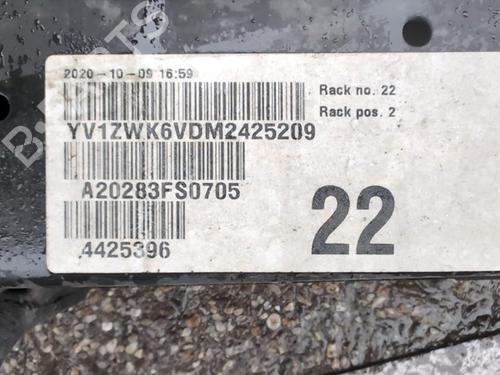 2020-10-09 16:59
Rack no. 22
Rack pos. 2
YV1ZWK6VDM2425209
A20283FS0705
4425396
22